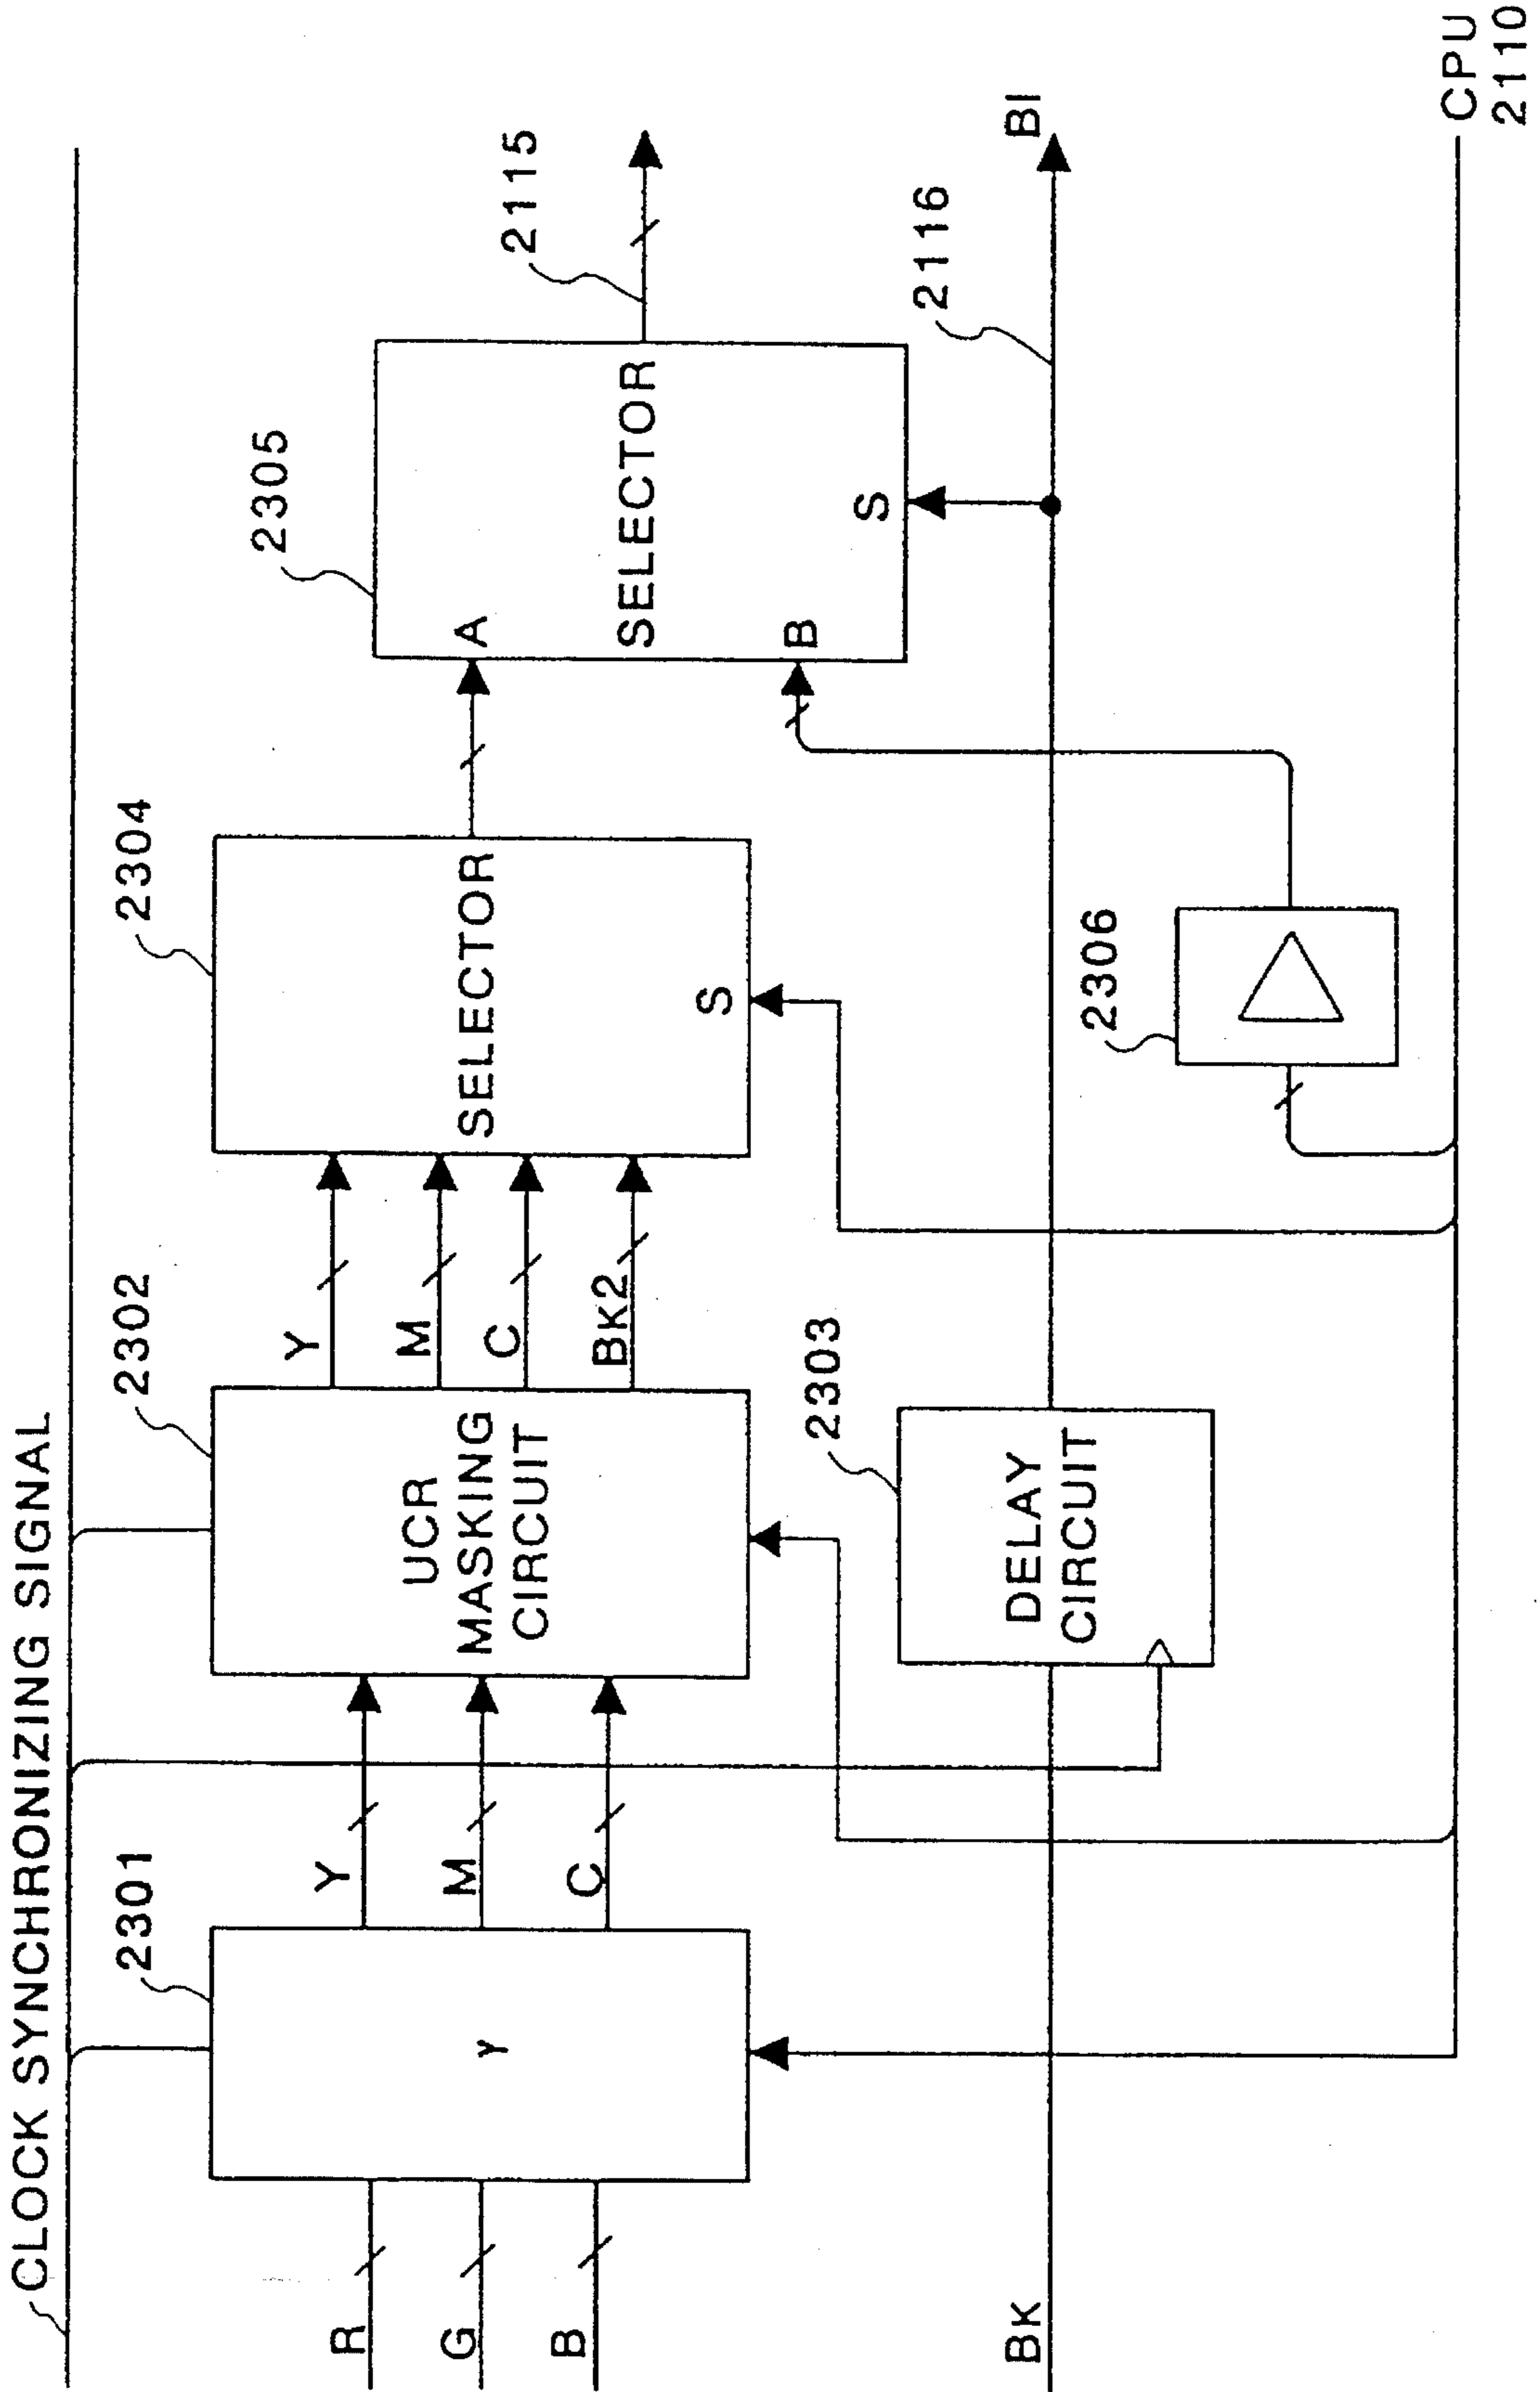 CLOCK SYNCHRONIZING SIGNAL
2301
2302
2304
2305
R
G
B
γ
Y
M
C
UCR
MASKING
CIRCUIT
Y
M
C
BK2
SELECTOR
S
A
B
SELECTOR
S
2115
BK
2303
DELAY
CIRCUIT
2306
2116
BI
CPU
2110